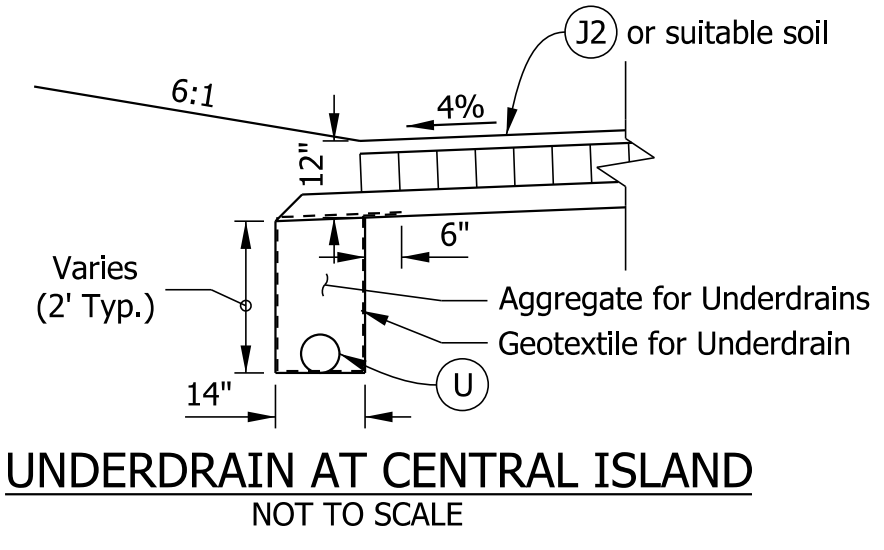 J2 or suitable soil
6:1
4%
12"
6"
Varies
(2' Typ.)
Aggregate for Underdrains
Geotextile for Underdrain
U
14"
UNDERDRAIN AT CENTRAL ISLAND
NOT TO SCALE